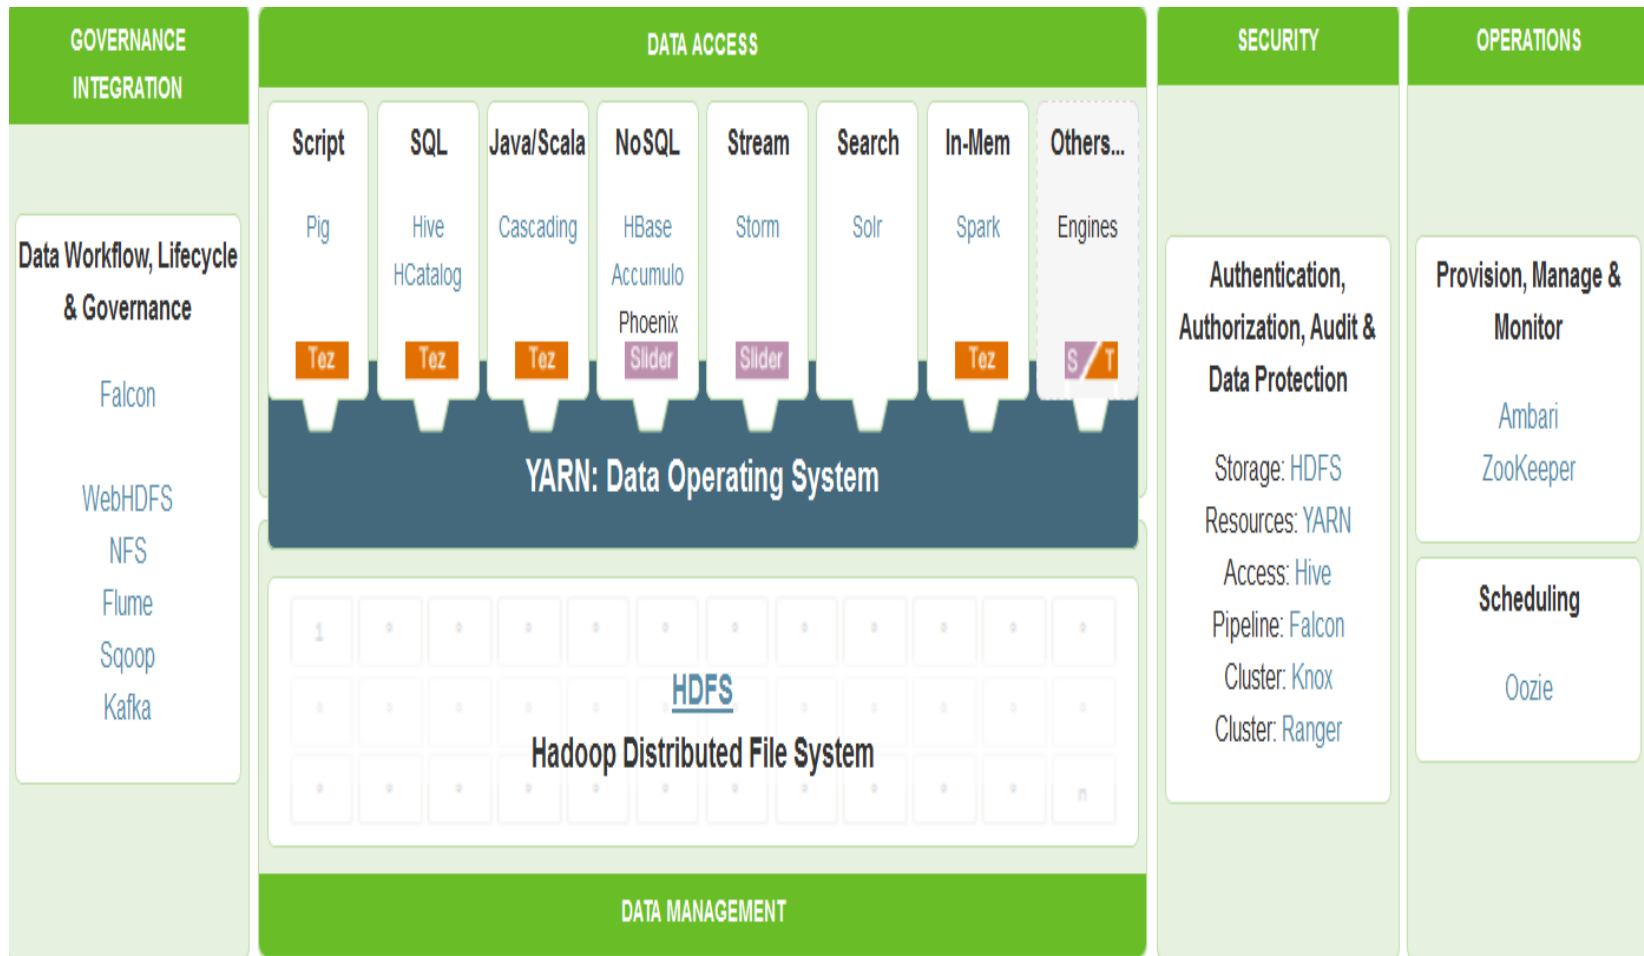 GOVERNANCE
INTEGRATION
Data Workflow, Lifecycle
& Governance
Falcon
WebHDFS
NFS
Flume
Sqoop
Kafka
DATA ACCESS
Script
Pig
Tez
SQL
Hive
HCatalog
Tez
Java/Scala
Cascading
Tez
NoSQL
HBase
Accumulo
Phoenix
Slider
Stream
Storm
Slider
Search
Solr
In-Mem
Spark
Tez
Others...
Engines
S / T
YARN: Data Operating System
1
HDFS
Hadoop Distributed File System
n
DATA MANAGEMENT
SECURITY
Authentication,
Authorization, Audit &
Data Protection
Storage: HDFS
Resources: YARN
Access: Hive
Pipeline: Falcon
Cluster: Knox
Cluster: Ranger
OPERATIONS
Provision, Manage &
Monitor
Ambari
ZooKeeper
Scheduling
Oozie